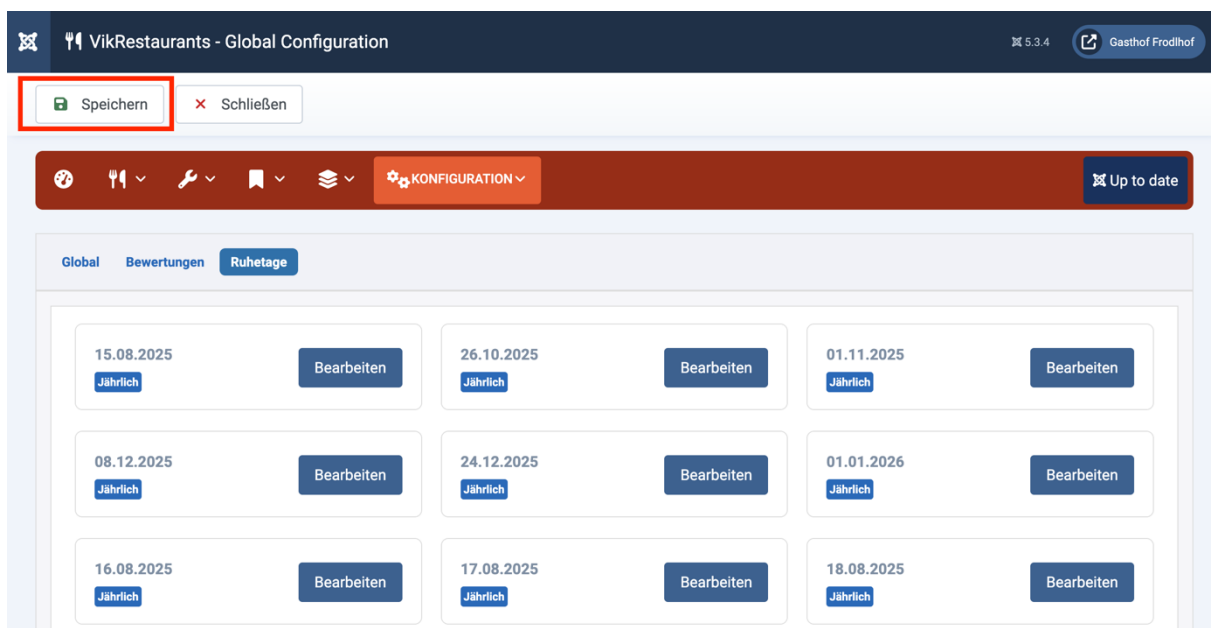 VikRestaurants - Global Configuration
5.3.4
Gasthof Frodlhof
Speichern
Schließen
KONFIGURATION
Up to date
Global
Bewertungen
Ruhetage
15.08.2025
Jährlich
Bearbeiten
26.10.2025
Jährlich
Bearbeiten
01.11.2025
Jährlich
Bearbeiten
08.12.2025
Jährlich
Bearbeiten
24.12.2025
Jährlich
Bearbeiten
01.01.2026
Jährlich
Bearbeiten
16.08.2025
Jährlich
Bearbeiten
17.08.2025
Jährlich
Bearbeiten
18.08.2025
Jährlich
Bearbeiten